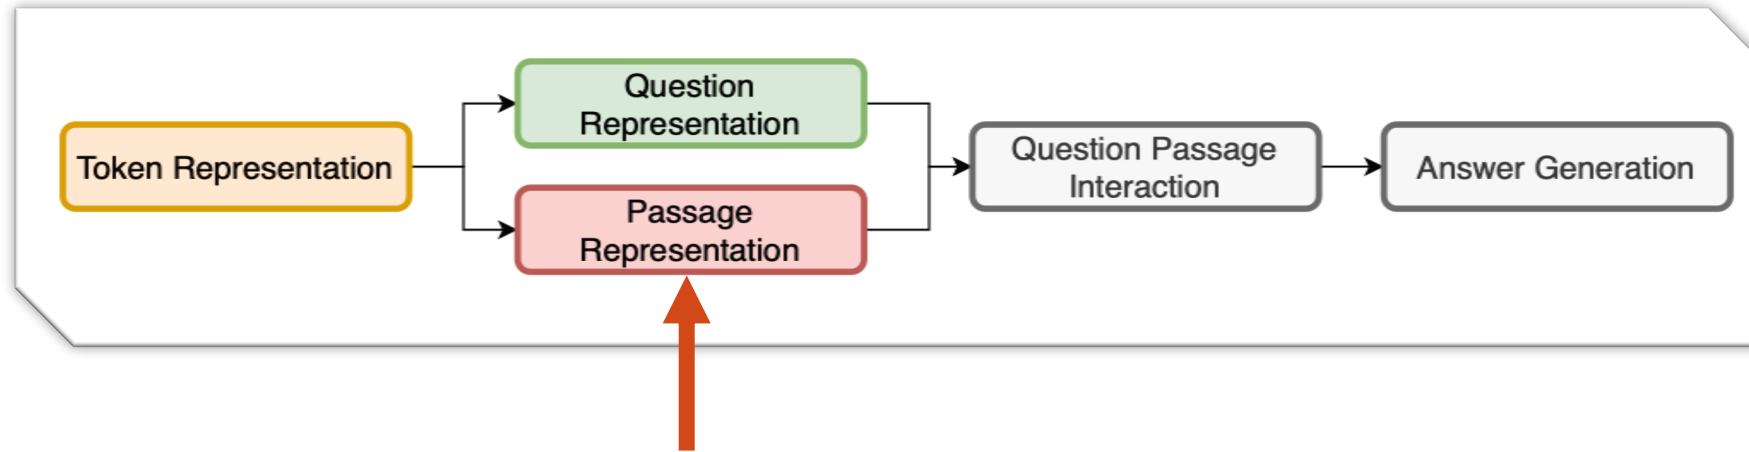 Token Representation
Question
Representation
Passage
Representation
Question Passage
Interaction
Answer Generation